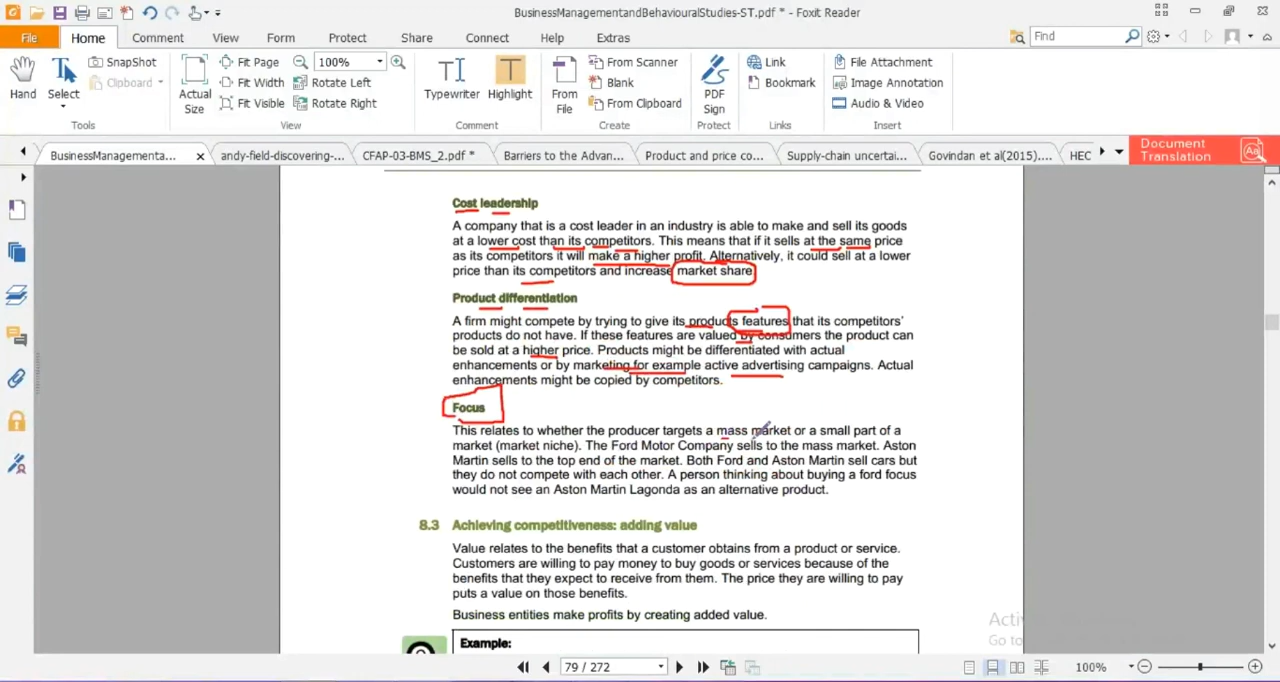 BusinessManagementandBehaviouralStudies-ST.pdf * - Foxit Reader
File Home Comment View Form Protect Share Connect Help Extras Find
SnapShot Fit Page 100% From Scanner Link File Attachment
Clipboard Fit Width Rotate Left Blank Bookmark Image Annotation
Hand Select Actual Size Fit Visible Rotate Right Typewriter Highlight From File From Clipboard PDF Sign Audio & Video
Tools View Comment Create Protect Links Insert
BusinessManagementa... andy-field-discovering-... CFAP-03-BMS_2.pdf * Barriers to the Advan... Product and price co... Supply-chain uncertai... Govindan et al(2015).... HEC Document Translation
Cost leadership
A company that is a cost leader in an industry is able to make and sell its goods
at a lower cost than its competitors. This means that if it sells at the same price
as its competitors it will make a higher profit. Alternatively, it could sell at a lower
price than its competitors and increase market share
Product differentiation
A firm might compete by trying to give its products features that its competitors'
products do not have. If these features are valued by consumers the product can
be sold at a higher price. Products might be differentiated with actual
enhancements or by marketing for example active advertising campaigns. Actual
enhancements might be copied by competitors.
Focus
This relates to whether the producer targets a mass market or a small part of a
market (market niche). The Ford Motor Company sells to the mass market. Aston
Martin sells to the top end of the market. Both Ford and Aston Martin sell cars but
they do not compete with each other. A person thinking about buying a ford focus
would not see an Aston Martin Lagonda as an alternative product.
8.3 Achieving competitiveness: adding value
Value relates to the benefits that a customer obtains from a product or service.
Customers are willing to pay money to buy goods or services because of the
benefits that they expect to receive from them. The price they are willing to pay
puts a value on those benefits.
Business entities make profits by creating added value.
Example:
Acti
Go to
79 / 272 100%